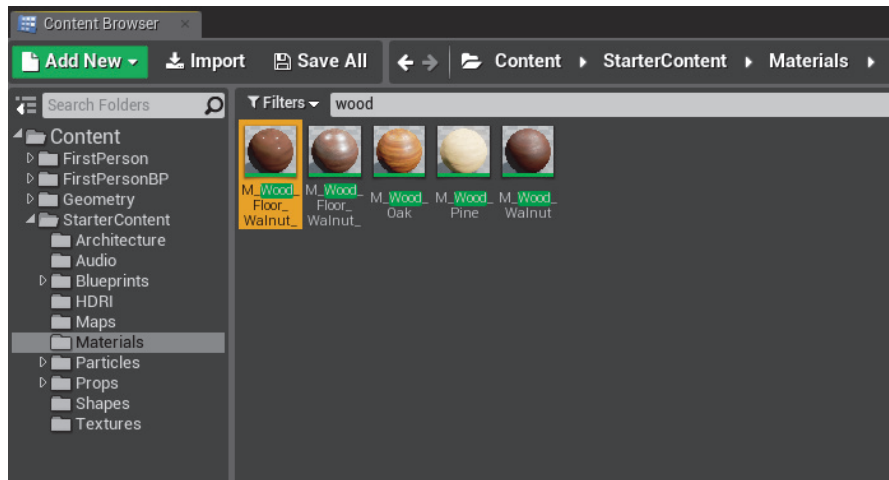 Content Browser
Add New Import Save All Content StarterContent Materials
Search Folders
Filters wood
Content
FirstPerson
FirstPersonBP
Geometry
StarterContent
Architecture
Audio
Blueprints
HDRI
Maps
Materials
Particles
Props
Shapes
Textures
M_Wood_
Floor_
Walnut_
M_Wood_
Floor_
Walnut_
M_Wood_
Oak
M_Wood_
Pine
M_Wood_
Walnut